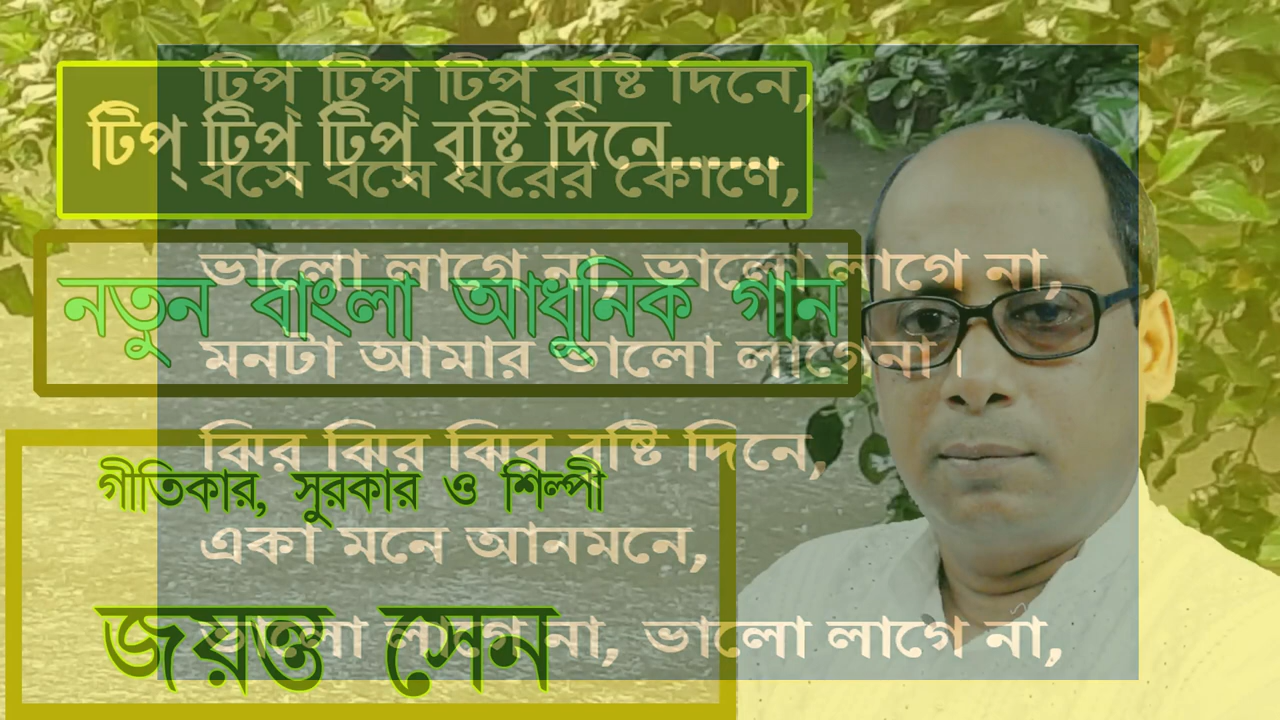 টিপ্ টিপ্ টিপ্ বৃষ্টি দিনে,
টিপ্ টিপ্ টিপ্ বৃষ্টি দিনে......
বসে বসে ঘরের কোণে,
ভালো লাগে না, ভালো লাগে না,
নতুন বাংলা আধুনিক গান
মনটা আমার ভালো লাগেনা।
ঝির ঝির ঝির বৃষ্টি দিনে,
গীতিকার, সুরকার ও শিল্পী
একা মনে আনমনে,
ভালো লাগে না, ভালো লাগে না,
জয়ন্ত সেন